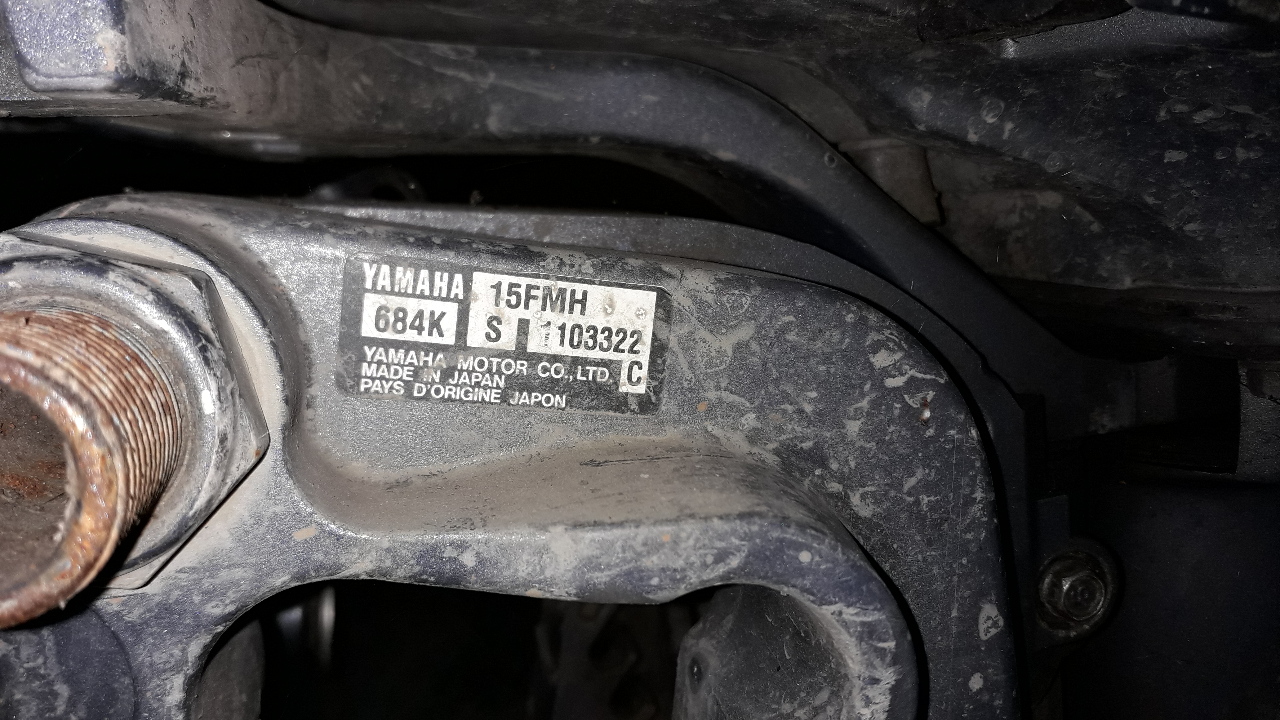 YAMAHA 15FMH
684K S 1103322
YAMAHA MOTOR CO.,LTD. C
MADE IN JAPAN
PAYS D'ORIGINE JAPON